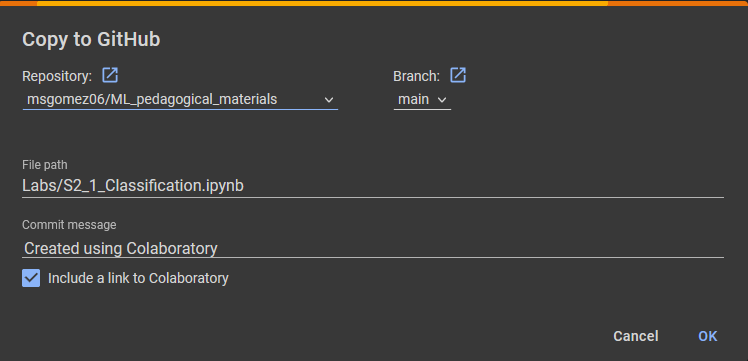 Copy to GitHub
Repository: Branch:
msgomez06/ML_pedagogical_materials main
File path
Labs/S2_1_Classification.ipynb
Commit message
Created using Colaboratory
Include a link to Colaboratory
Cancel OK